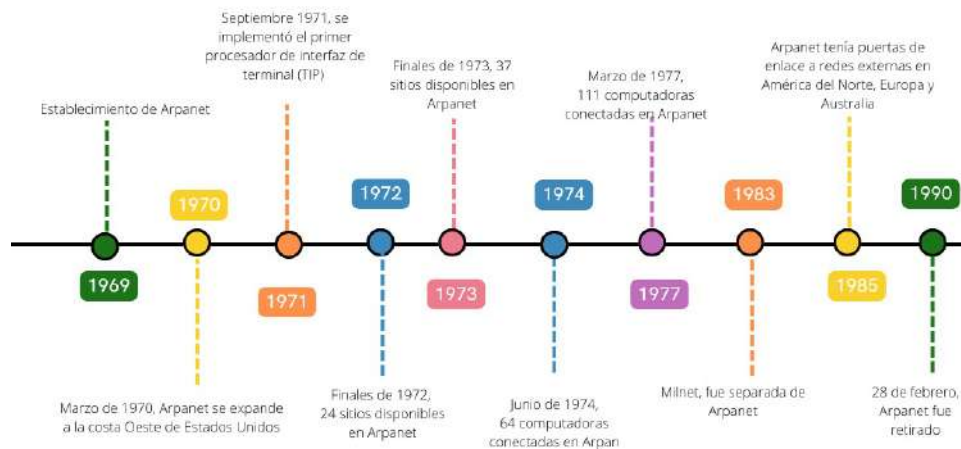 Septiembre 1971, se
implementó el primer
procesador de interfaz de
terminal (TIP)
Finales de 1973, 37
sitios disponibles en
Arpanet
Marzo de 1977,
111 computadoras
conectadas en Arpanet
Arpanet tenía puertas de
enlace a redes externas en
América del Norte, Europa y
Australia
Establecimiento de Arpanet
1970
1972
1974
1983
1990
1969
1971
1973
1977
1985
Marzo de 1970, Arpanet se expande
a la costa Oeste de Estados Unidos
Finales de 1972,
24 sitios disponibles
en Arpanet
Junio de 1974,
64 computadoras
conectadas en Arpan
Milnet, fue separada de
Arpanet
28 de febrero,
Arpanet fue
retirado